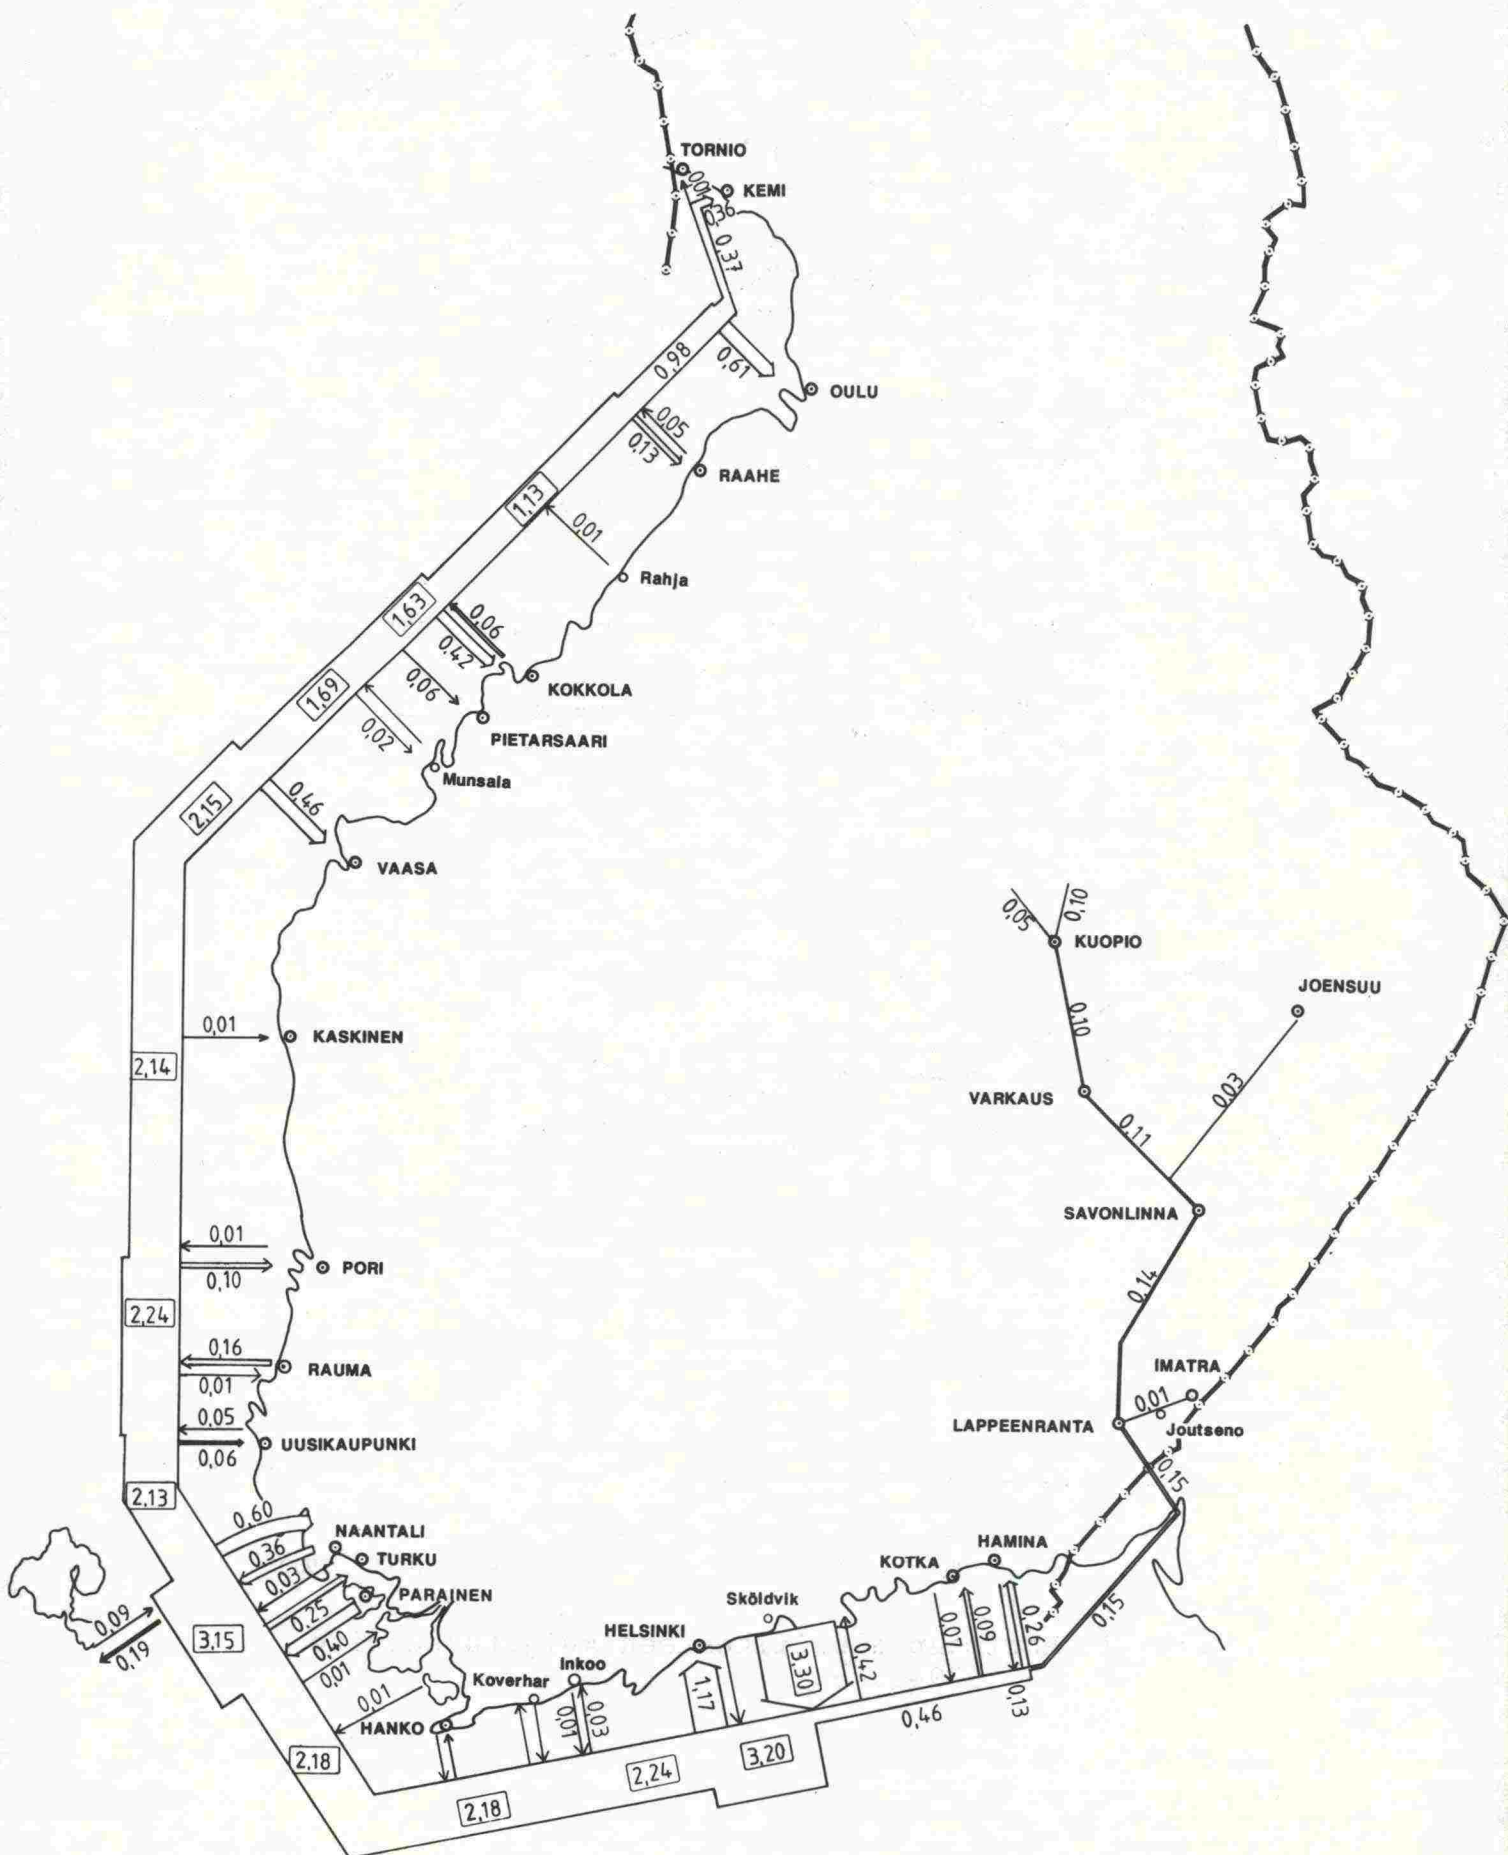 TORNIO
0,01
KEMI
0,36
0,37
0,98
0,61
OULU
0,05
0,13
RAAHE
1,13
0,01
Rahja
1,63
0,06
0,42
KOKKOLA
1,69
0,06
0,02
PIETARSAARI
Munsala
2,15
0,46
VAASA
0,05
0,10
KUOPIO
JOENSUU
0,01
KASKINEN
0,10
2,14
VARKAUS
0,03
0,11
SAVONLINNA
0,01
PORI
0,10
0,14
2,24
0,16
RAUMA
0,01
IMATRA
0,01
LAPPEENRANTA
Joutseno
0,05
UUSIKAUPUNKI
0,06
0,15
2,13
0,60
NAANTALI
0,36
TURKU
0,03
PARAINEN
HAMINA
KOTKA
Sköldvik
0,09
0,19
0,25
3,15
0,40
0,01
HELSINKI
3,30
0,42
0,07
0,09
0,26
0,15
Inkoo
Koverhar
0,01
HANKO
0,01
0,03
1,17
0,46
0,13
2,18
3,20
2,24
2,18